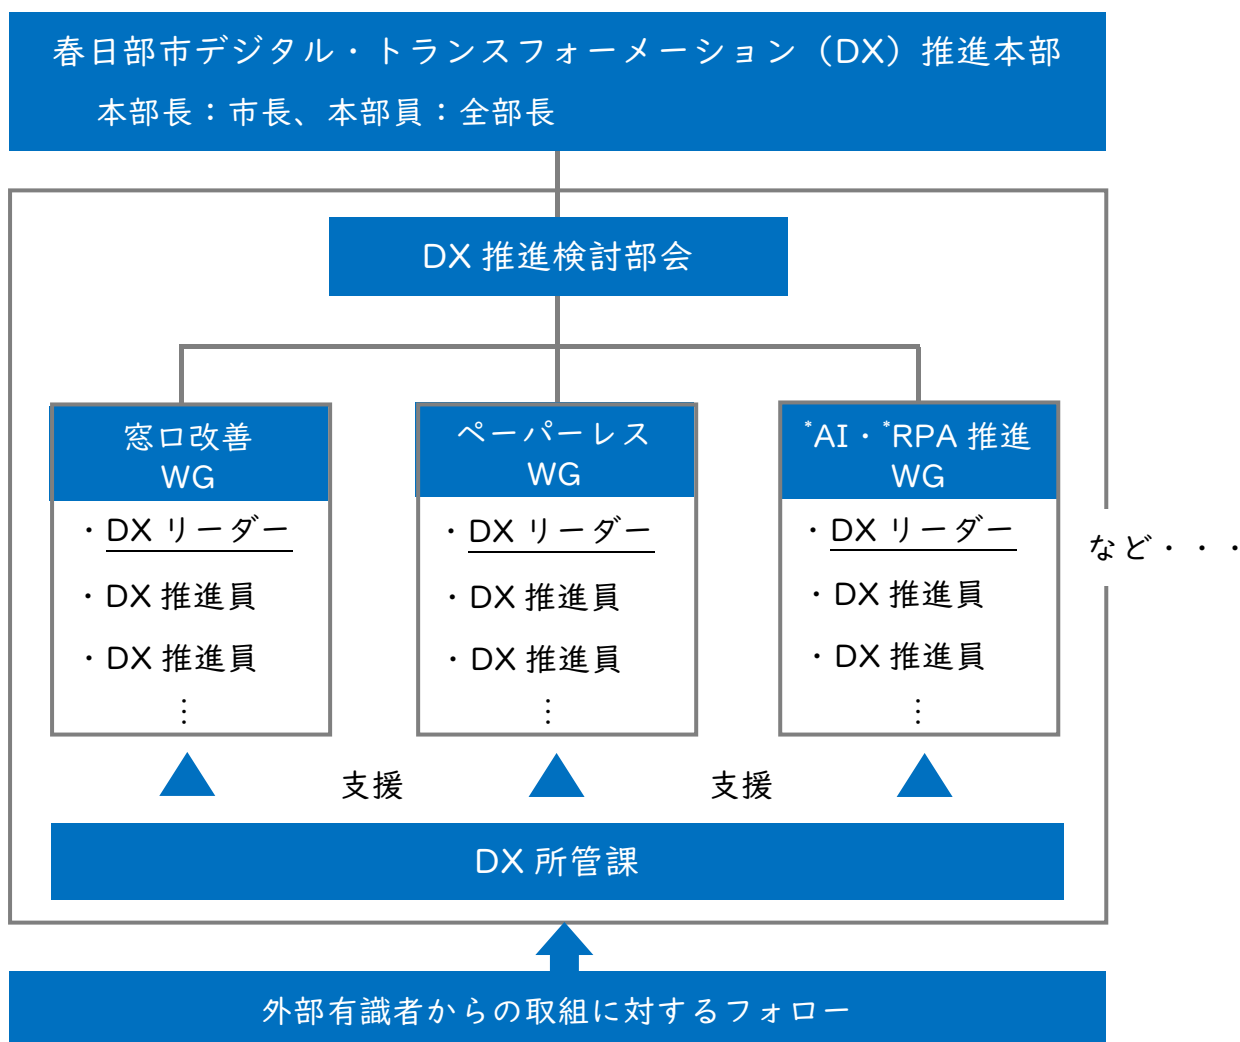 春日部市デジタル・トランスフォーメーション（DX）推進本部
本部長：市長、本部員：全部長
DX 推進検討部会
窓口改善
WG
・DX リーダー
・DX 推進員
・DX 推進員
⋮
ペーパーレス
WG
・DX リーダー
・DX 推進員
・DX 推進員
⋮
*AI・*RPA 推進
WG
・DX リーダー
・DX 推進員
・DX 推進員
⋮
など・・・
支援
支援
DX 所管課
外部有識者からの取組に対するフォロー